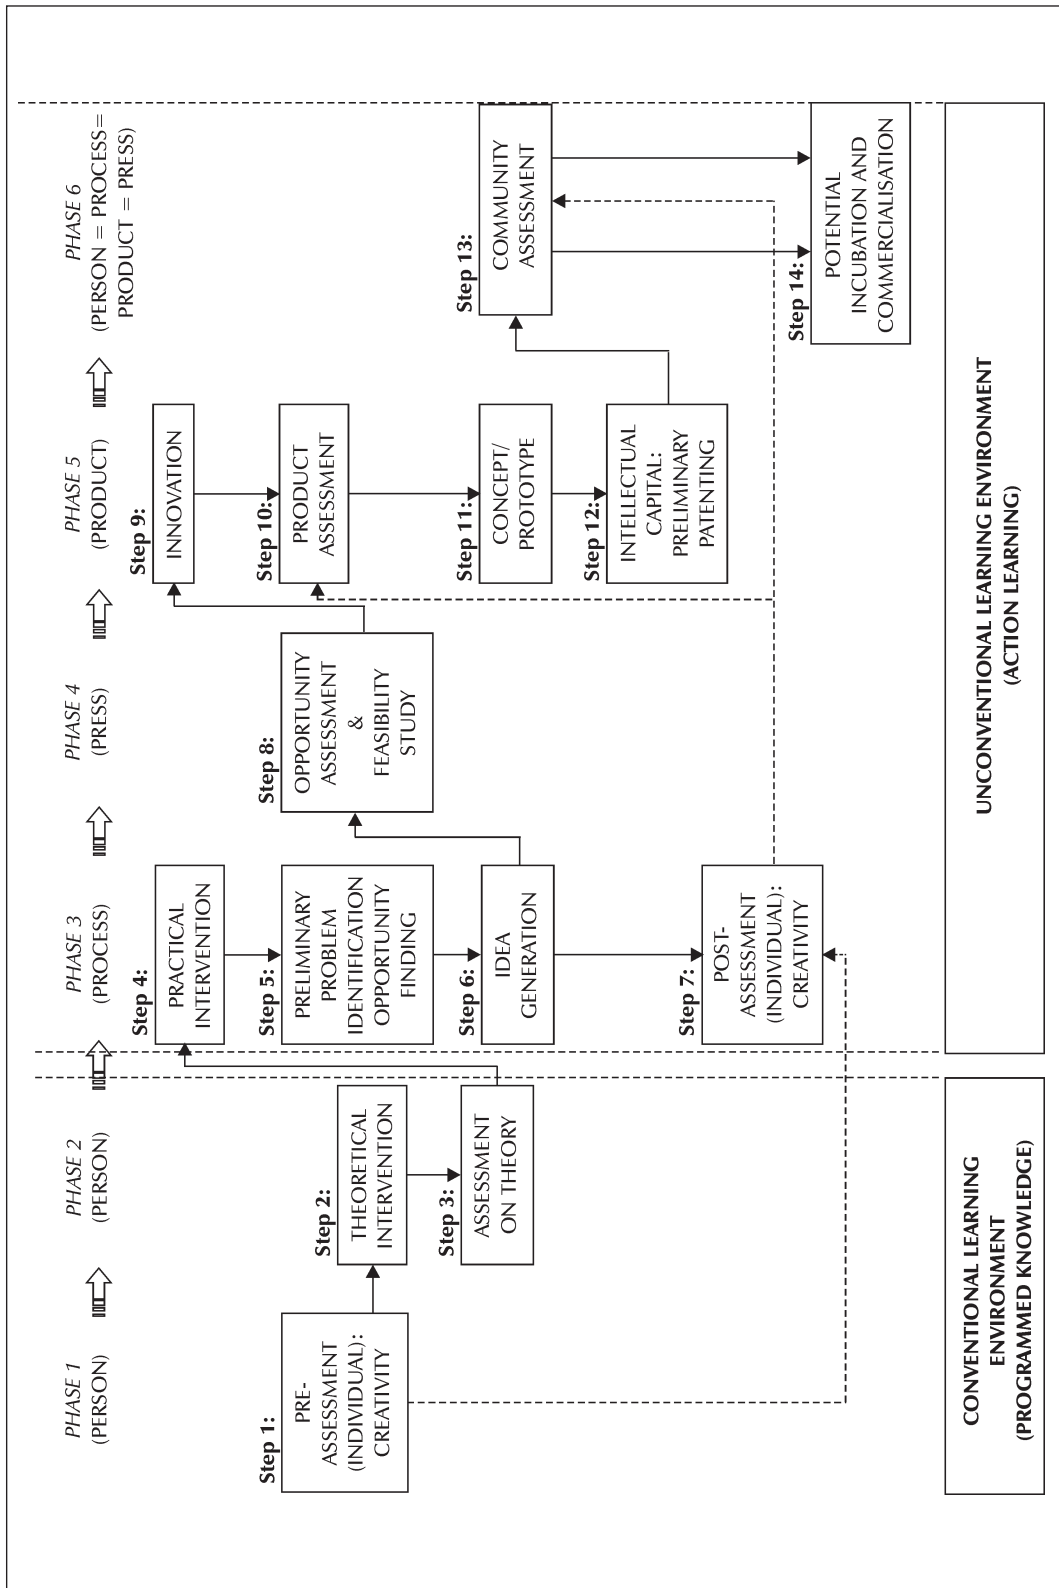 PHASE 1
(PERSON)
PHASE 2
(PERSON)
PHASE 3
(PROCESS)
PHASE 4
(PRESS)
PHASE 5
(PRODUCT)
PHASE 6
(PERSON = PROCESS=
PRODUCT = PRESS)
Step 1:
PRE-
ASSESSMENT
(INDIVIDUAL):
CREATIVITY
Step 2:
THEORETICAL
INTERVENTION
Step 3:
ASSESSMENT
ON THEORY
Step 4:
PRACTICAL
INTERVENTION
Step 5:
PRELIMINARY
PROBLEM
IDENTIFICATION
OPPORTUNITY
FINDING
Step 6:
IDEA
GENERATION
Step 7:
POST-
ASSESSMENT
(INDIVIDUAL):
CREATIVITY
Step 8:
OPPORTUNITY
ASSESSMENT
&
FEASIBILITY
STUDY
Step 9:
INNOVATION
Step 10:
PRODUCT
ASSESSMENT
Step 11:
CONCEPT/
PROTOTYPE
Step 12:
INTELLECTUAL
CAPITAL:
PRELIMINARY
PATENTING
Step 13:
COMMUNITY
ASSESSMENT
Step 14:
POTENTIAL
INCUBATION AND
COMMERCIALISATION
CONVENTIONAL LEARNING
ENVIRONMENT
(PROGRAMMED KNOWLEDGE)
UNCONVENTIONAL LEARNING ENVIRONMENT
(ACTION LEARNING)